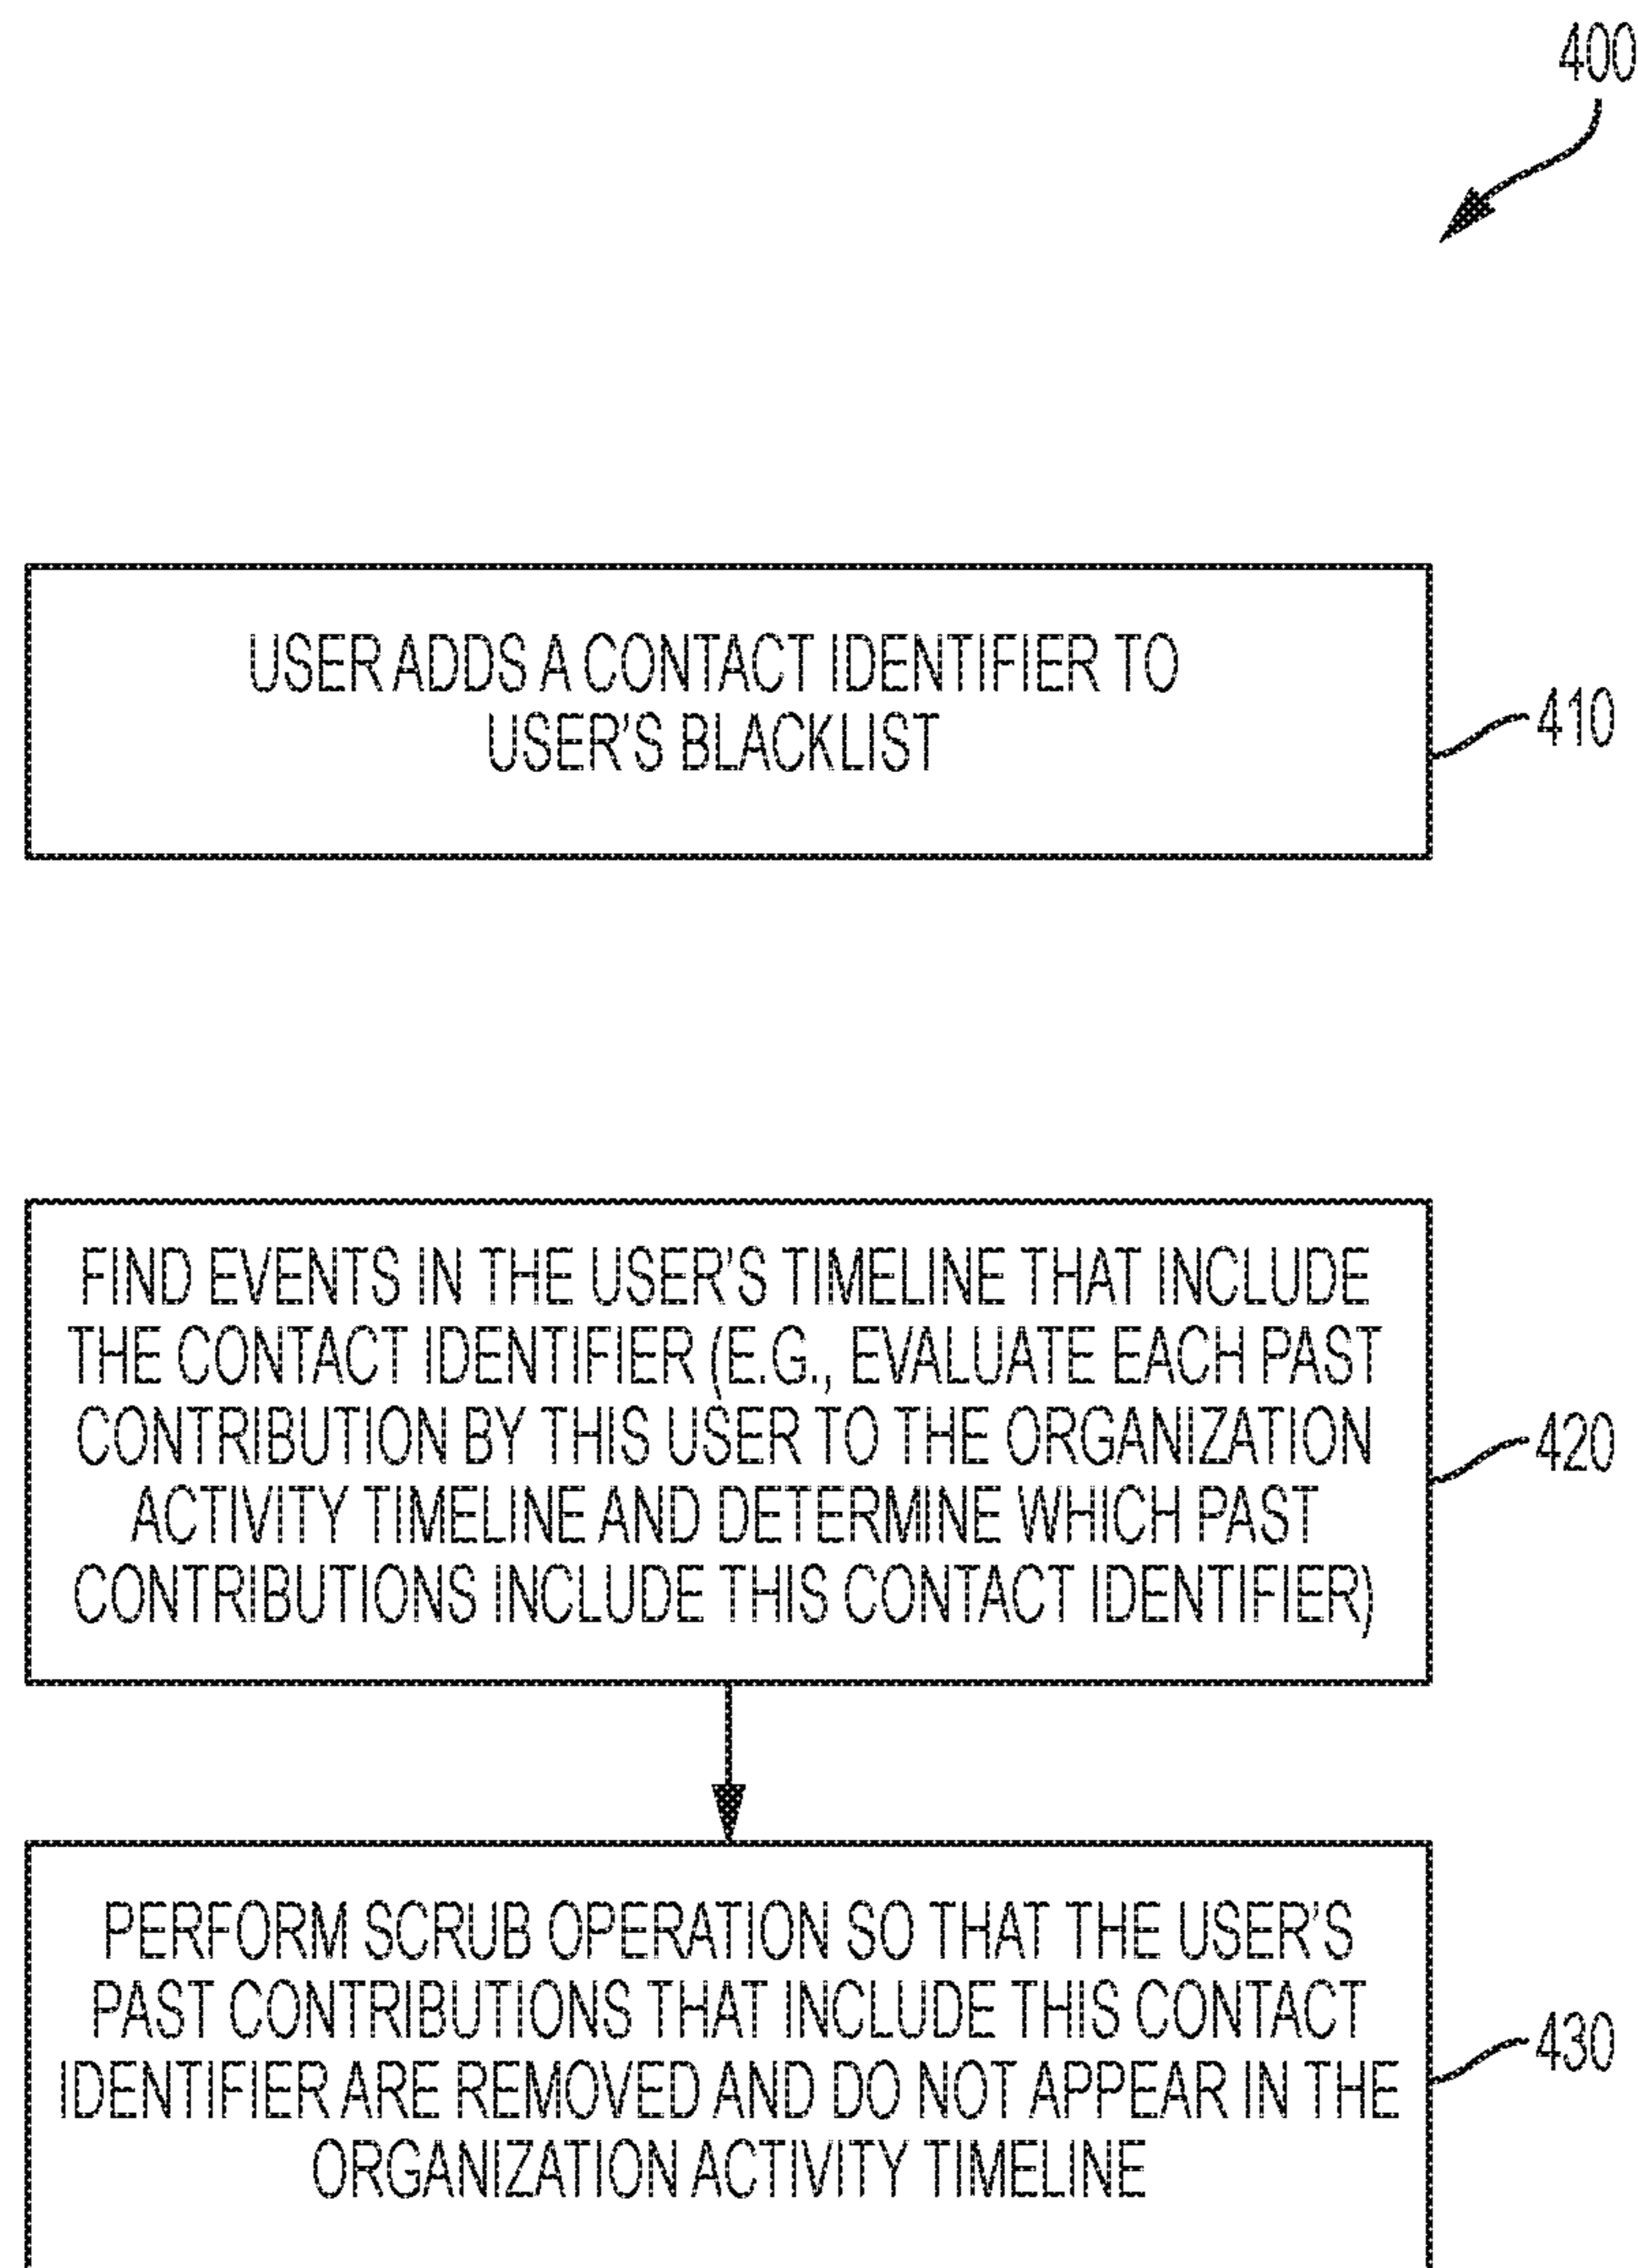 400
USER ADDS A CONTACT IDENTIFIER TO
USER'S BLACKLIST
410
FIND EVENTS IN THE USER'S TIMELINE THAT INCLUDE
THE CONTACT IDENTIFIER (E.G., EVALUATE EACH PAST
CONTRIBUTION BY THIS USER TO THE ORGANIZATION
ACTIVITY TIMELINE AND DETERMINE WHICH PAST
CONTRIBUTIONS INCLUDE THIS CONTACT IDENTIFIER)
420
PERFORM SCRUB OPERATION SO THAT THE USER'S
PAST CONTRIBUTIONS THAT INCLUDE THIS CONTACT
IDENTIFIER ARE REMOVED AND DO NOT APPEAR IN THE
ORGANIZATION ACTIVITY TIMELINE
430